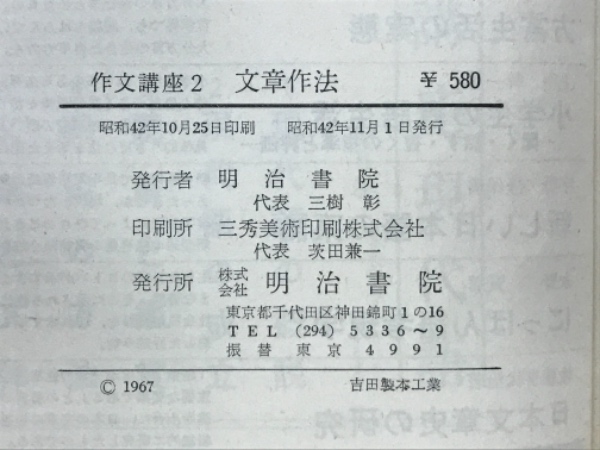 作文講座2 文章作法 ¥ 580
昭和42年10月25日印刷 昭和42年11月1日発行
発行者 明治書院
代表 三樹 彰
印刷所 三秀美術印刷株式会社
代表 茨田兼一
発行所 株式会社 明治書院
東京都千代田区神田錦町1の16
TEL (294) 5336〜9
振替東京 4991
© 1967 吉田製本工業